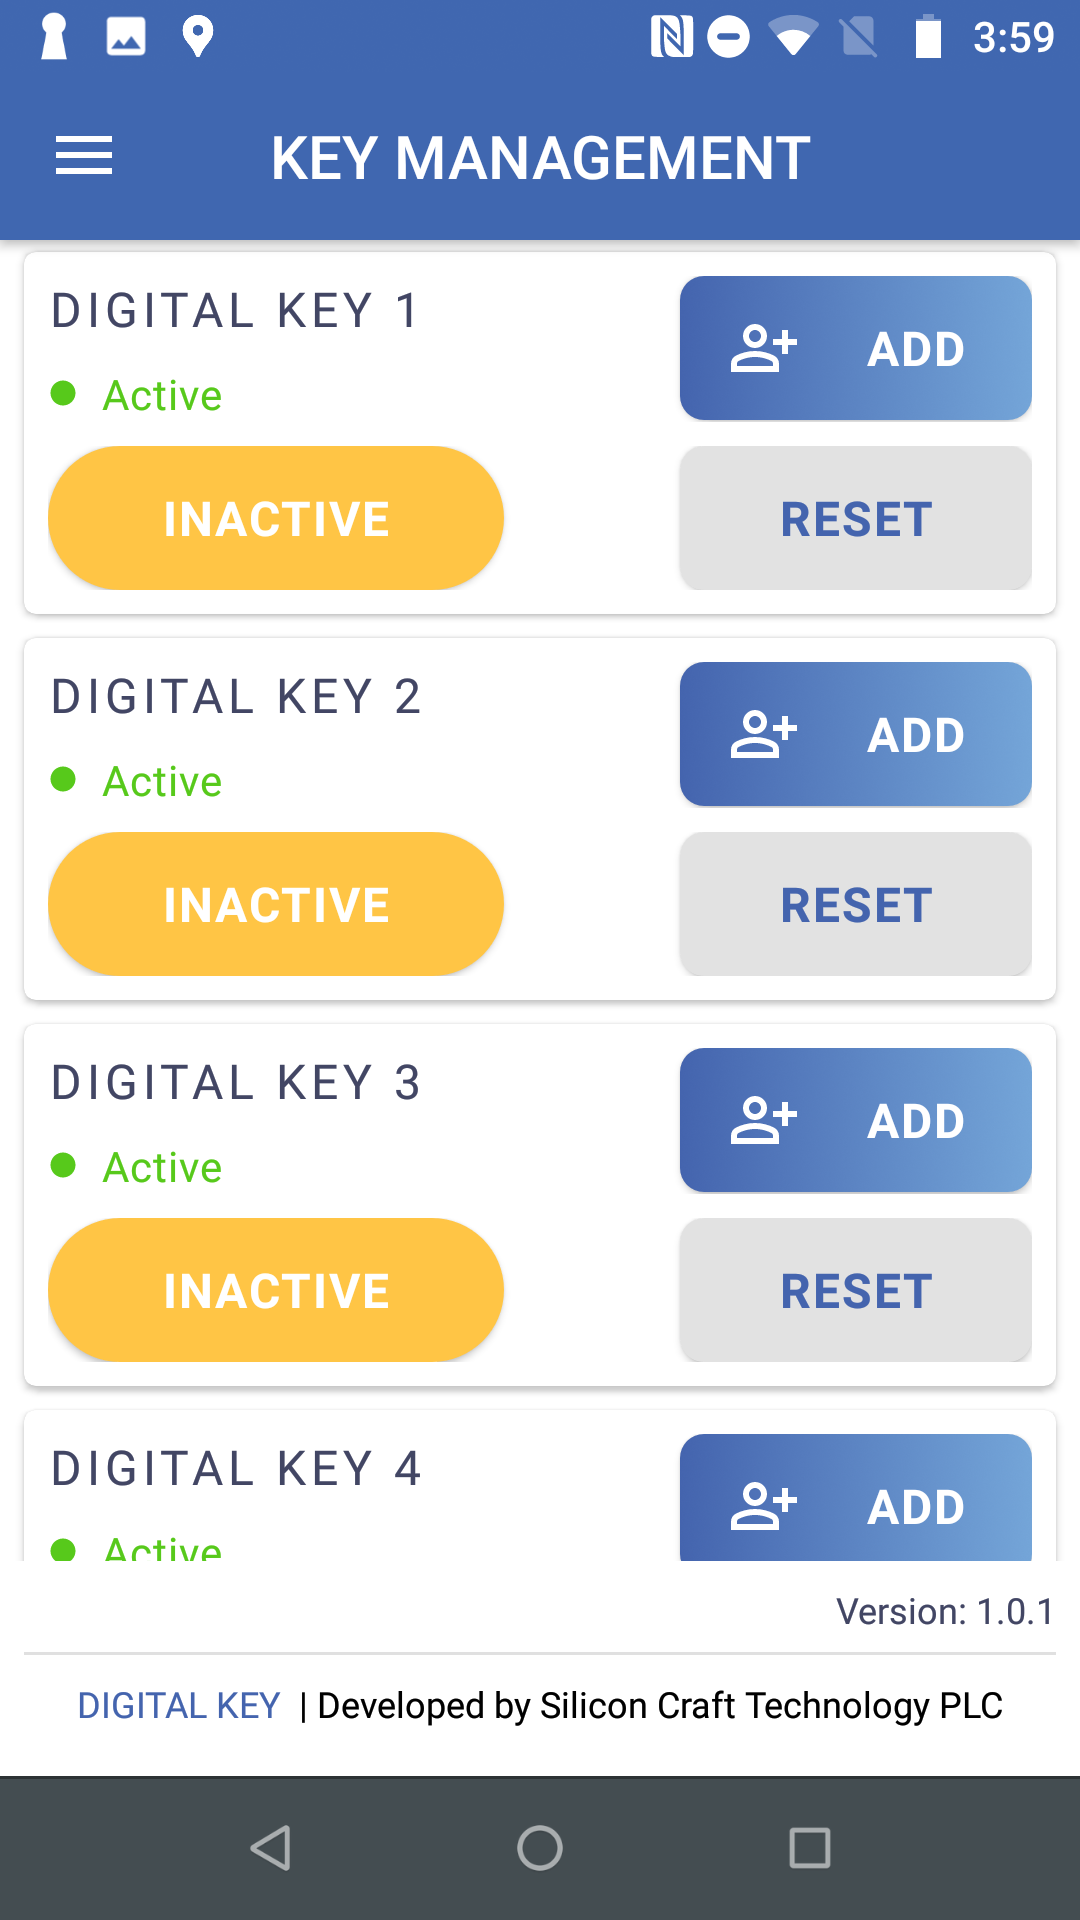 3:59
KEY MANAGEMENT
DIGITAL KEY 1
ADD
Active
INACTIVE
RESET
DIGITAL KEY 2
ADD
Active
INACTIVE
RESET
DIGITAL KEY 3
ADD
Active
INACTIVE
RESET
DIGITAL KEY 4
ADD
Active
Version: 1.0.1
DIGITAL KEY | Developed by Silicon Craft Technology PLC